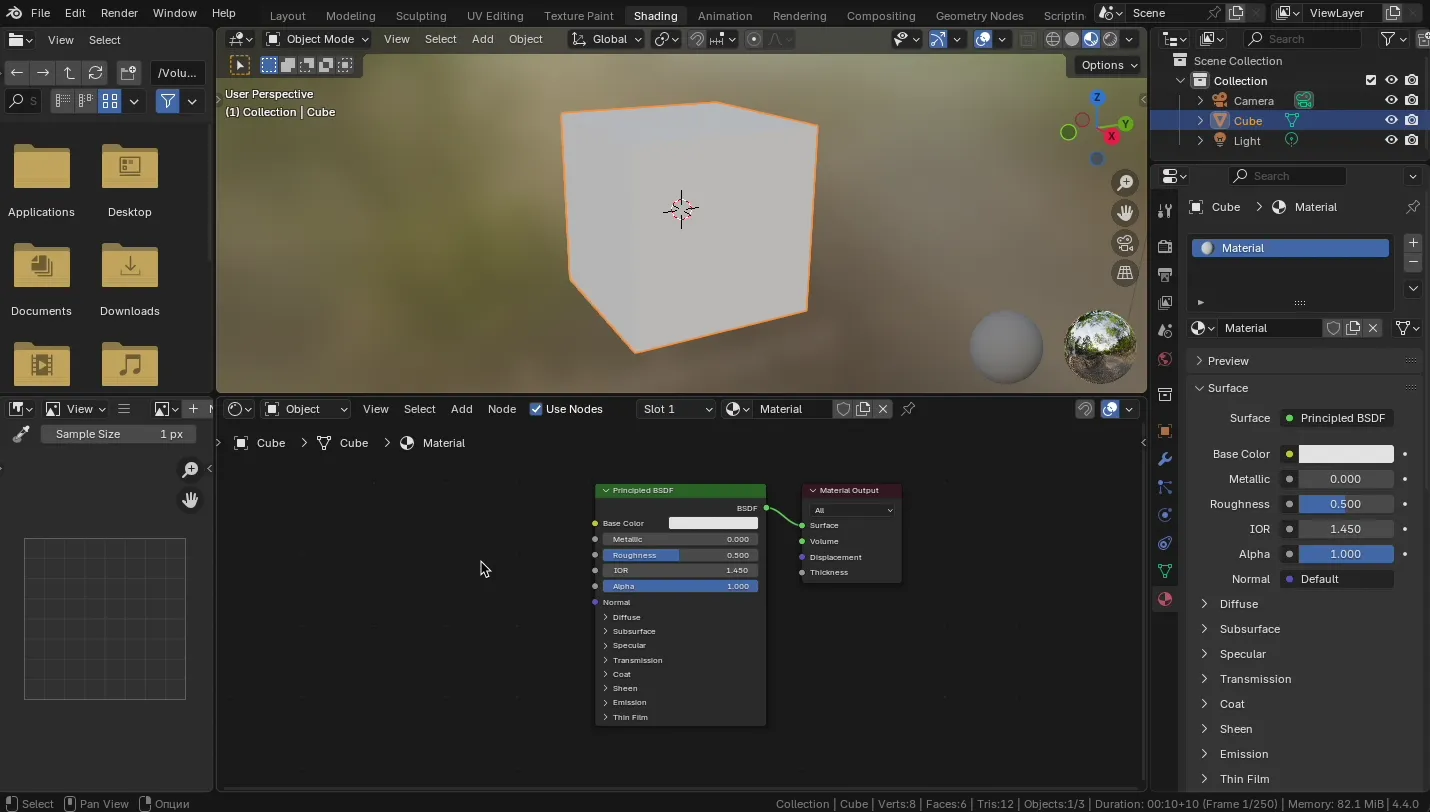 File Edit Render Window Help Layout Modeling Sculpting UV Editing Texture Paint Shading Animation Rendering Compositing Geometry Nodes Scriptin Scene ViewLayer
View Select
Object Mode View Select Add Object Global
Search
/Volu...
S
Options
User Perspective
(1) Collection | Cube
Z
Y
X
Scene Collection
Collection
Camera
Cube
Light
Applications Desktop
Documents Downloads
Search
Cube Material
Material
Material
Preview
Surface
Surface Principled BSDF
Base Color
Metallic 0.000
Roughness 0.500
IOR 1.450
Alpha 1.000
Normal Default
Diffuse
Subsurface
Specular
Transmission
Coat
Sheen
Emission
Thin Film
View
Sample Size 1 px
Object View Select Add Node Use Nodes Slot 1 Material
Cube Cube Material
Principled BSDF
BSDF
Base Color
Metallic 0.000
Roughness 0.500
IOR 1.450
Alpha 1.000
Normal
Diffuse
Subsurface
Specular
Transmission
Coat
Sheen
Emission
Thin Film
Material Output
All
Surface
Volume
Displacement
Thickness
Select Pan View Опции
Collection | Cube | Verts:8 | Faces:6 | Tris:12 | Objects:1/3 | Duration: 00:10+10 (Frame 1/250) | Memory: 82.1 MiB | 4.4.0